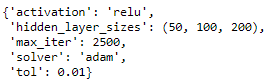 {'activation': 'relu',
 'hidden_layer_sizes': (50, 100, 200),
 'max_iter': 2500,
 'solver': 'adam',
 'tol': 0.01}